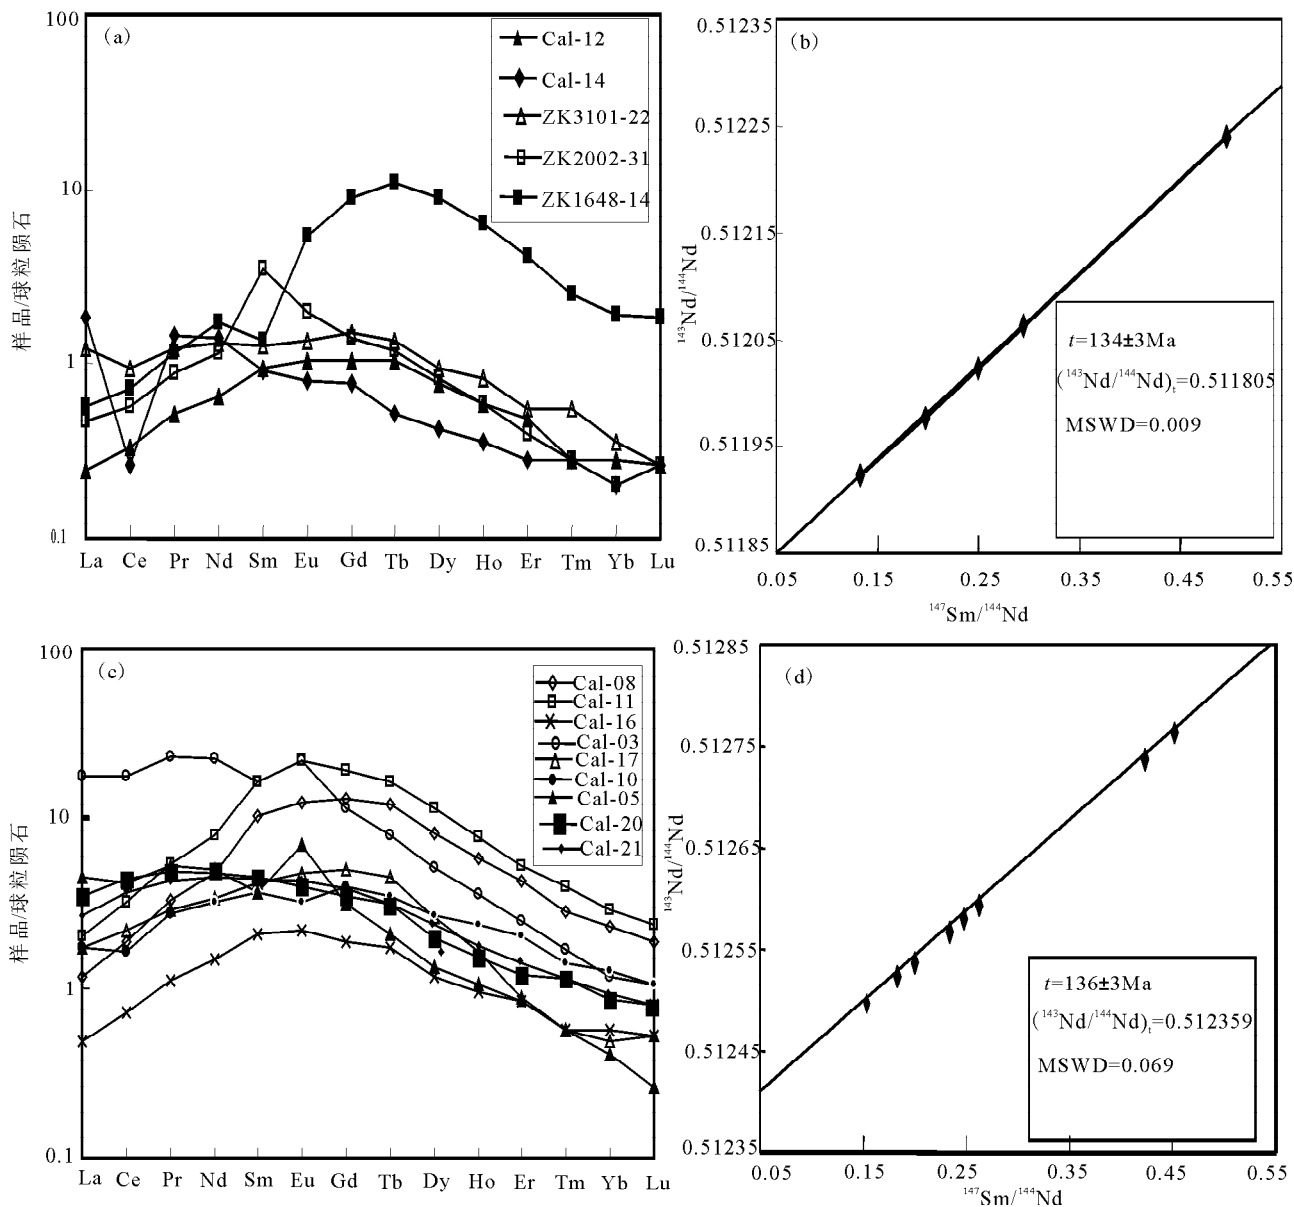 (a)
100
10
1
0.1
样品/球粒陨石
Cal-12
Cal-14
ZK3101-22
ZK2002-31
ZK1648-14
La Ce Pr Nd Sm Eu Gd Tb Dy Ho Er Tm Yb Lu
(b)
0.51235
0.51225
0.51215
0.51205
0.51195
0.51185
¹⁴³Nd/¹⁴⁴Nd
t=134±3Ma
(¹⁴³Nd/¹⁴⁴Nd)ₜ=0.511805
MSWD=0.009
0.05 0.15 0.25 0.35 0.45 0.55
¹⁴⁷Sm/¹⁴⁴Nd
(c)
100
10
1
0.1
样品/球粒陨石
Cal-08
Cal-11
Cal-16
Cal-03
Cal-17
Cal-10
Cal-05
Cal-20
Cal-21
La Ce Pr Nd Sm Eu Gd Tb Dy Ho Er Tm Yb Lu
(d)
0.51285
0.51275
0.51265
0.51255
0.51245
0.51235
¹⁴³Nd/¹⁴⁴Nd
t=136±3Ma
(¹⁴³Nd/¹⁴⁴Nd)ₜ=0.512359
MSWD=0.069
0.05 0.15 0.25 0.35 0.45 0.55
¹⁴⁷Sm/¹⁴⁴Nd